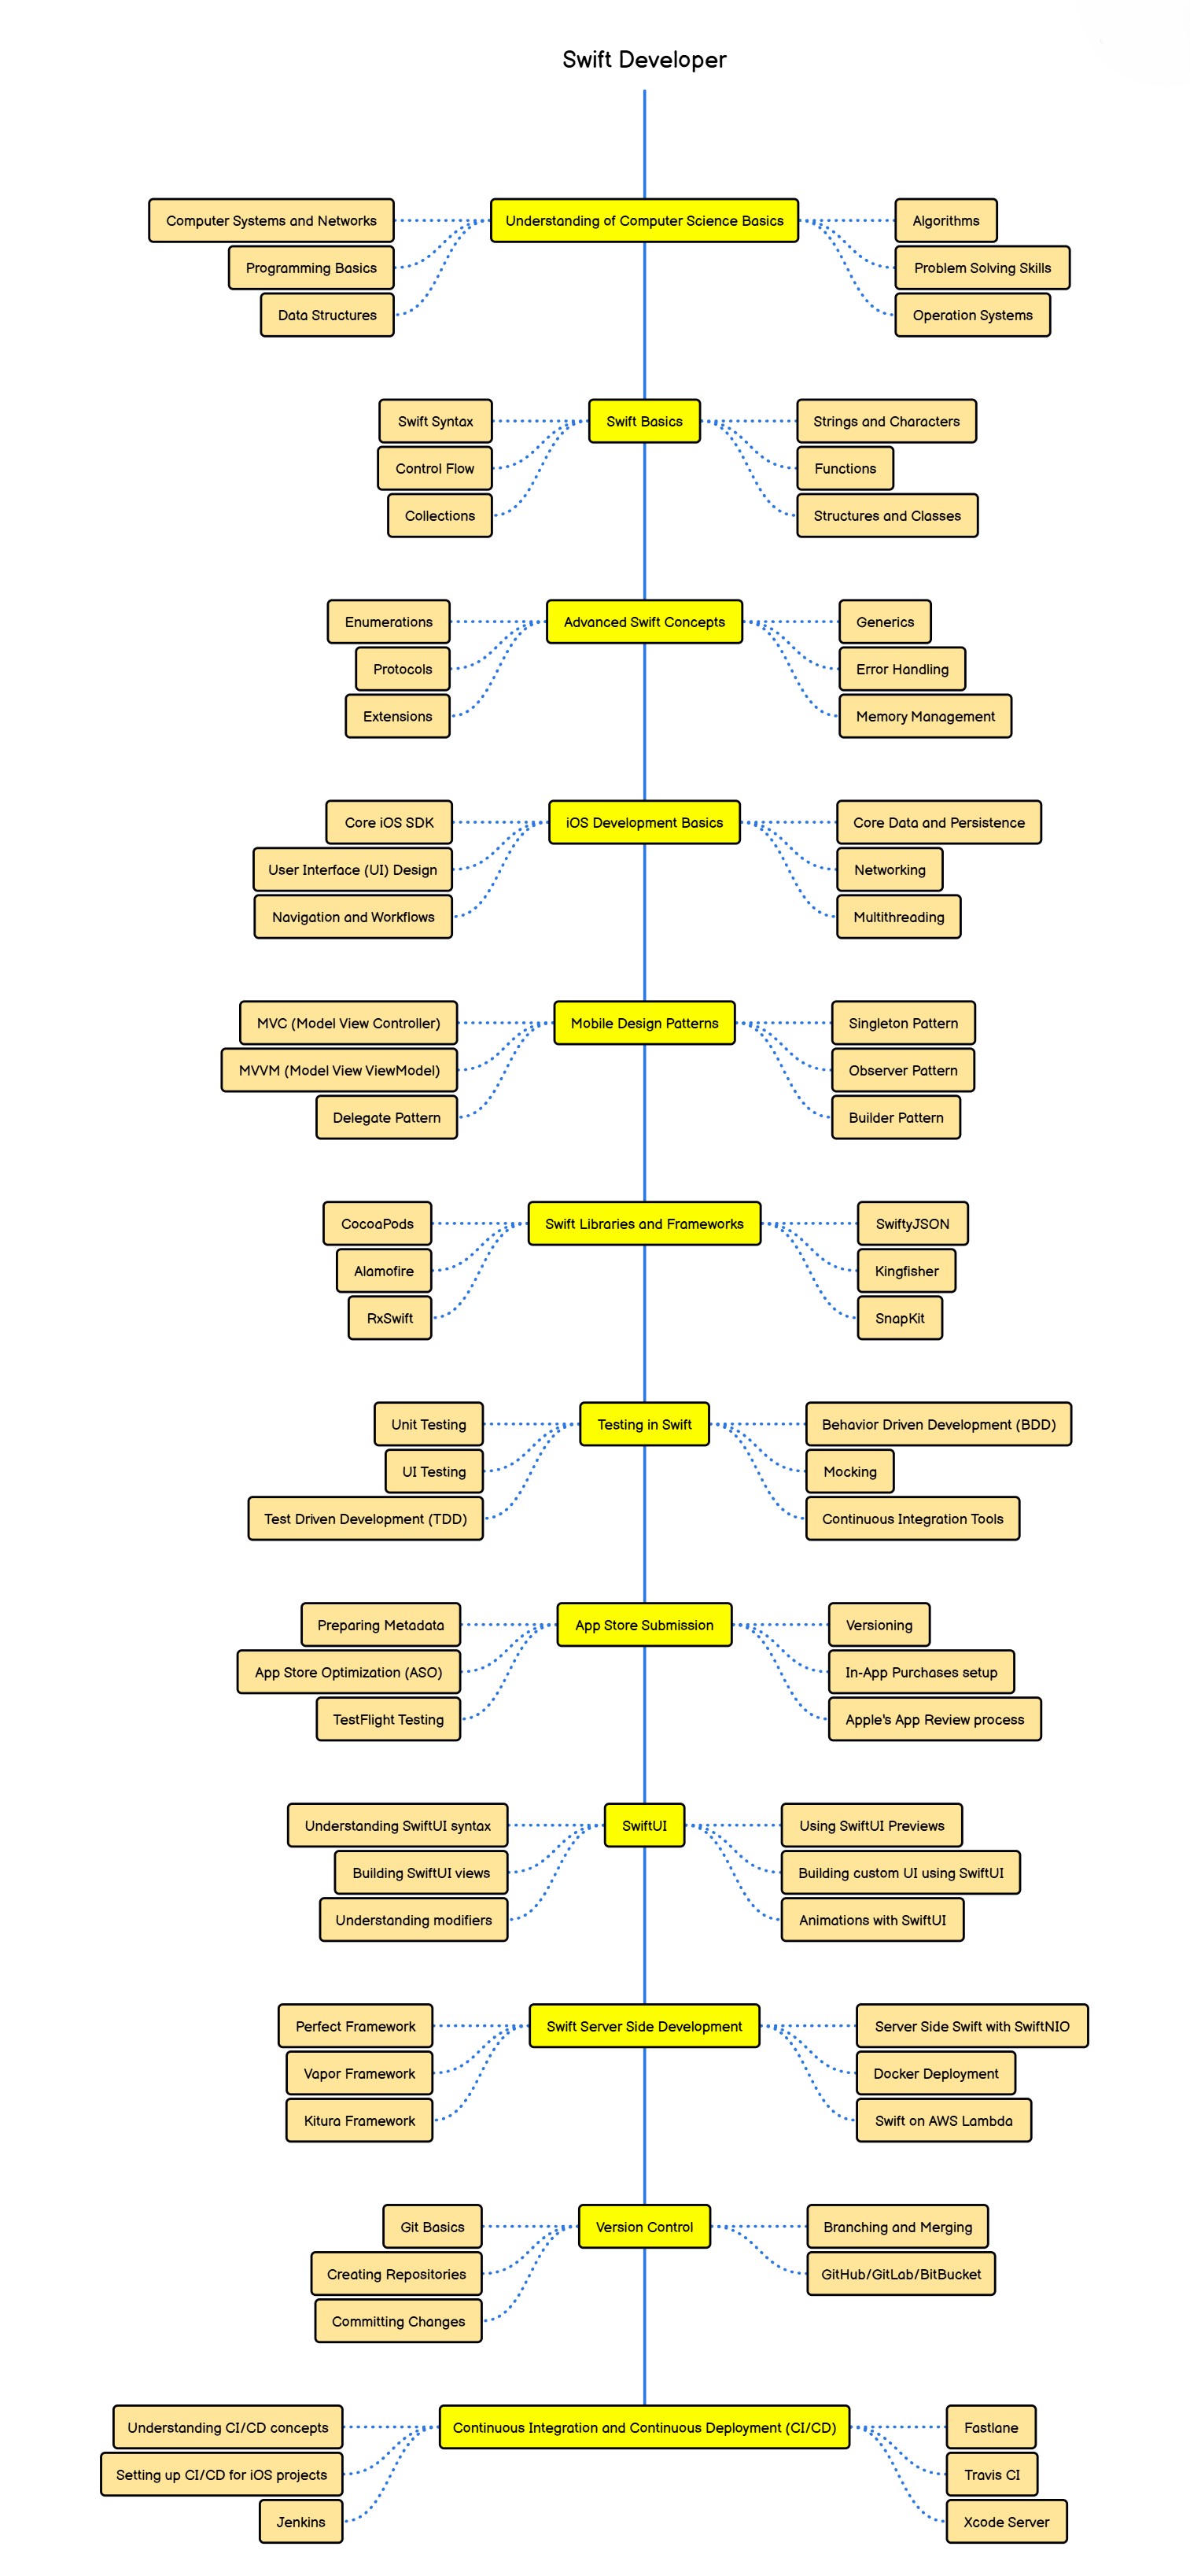 Swift Developer
Understanding of Computer Science Basics
Computer Systems and Networks
Programming Basics
Data Structures
Algorithms
Problem Solving Skills
Operation Systems
Swift Basics
Swift Syntax
Control Flow
Collections
Strings and Characters
Functions
Structures and Classes
Advanced Swift Concepts
Enumerations
Protocols
Extensions
Generics
Error Handling
Memory Management
iOS Development Basics
Core iOS SDK
User Interface (UI) Design
Navigation and Workflows
Core Data and Persistence
Networking
Multithreading
Mobile Design Patterns
MVC (Model View Controller)
MVVM (Model View ViewModel)
Delegate Pattern
Singleton Pattern
Observer Pattern
Builder Pattern
Swift Libraries and Frameworks
CocoaPods
Alamofire
RxSwift
SwiftyJSON
Kingfisher
SnapKit
Testing in Swift
Unit Testing
UI Testing
Test Driven Development (TDD)
Behavior Driven Development (BDD)
Mocking
Continuous Integration Tools
App Store Submission
Preparing Metadata
App Store Optimization (ASO)
TestFlight Testing
Versioning
In-App Purchases setup
Apple's App Review process
SwiftUI
Understanding SwiftUI syntax
Building SwiftUI views
Understanding modifiers
Using SwiftUI Previews
Building custom UI using SwiftUI
Animations with SwiftUI
Swift Server Side Development
Perfect Framework
Vapor Framework
Kitura Framework
Server Side Swift with SwiftNIO
Docker Deployment
Swift on AWS Lambda
Version Control
Git Basics
Creating Repositories
Committing Changes
Branching and Merging
GitHub/GitLab/BitBucket
Continuous Integration and Continuous Deployment (CI/CD)
Understanding CI/CD concepts
Setting up CI/CD for iOS projects
Jenkins
Fastlane
Travis CI
Xcode Server